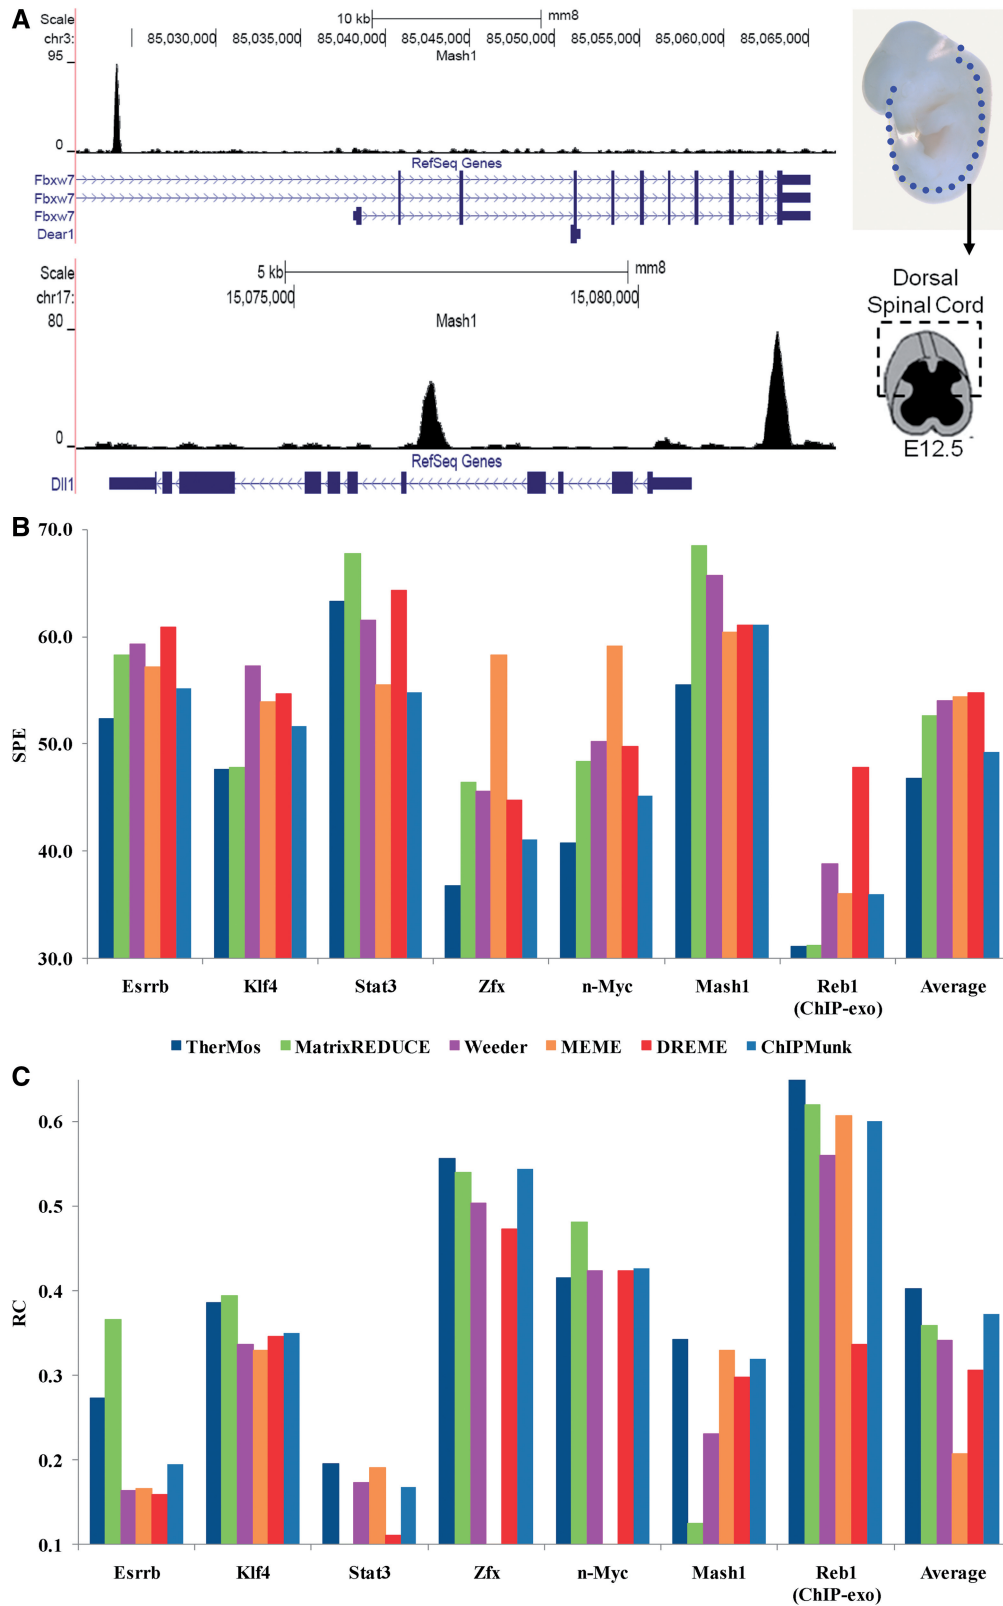 A
Scale 10 kb mm8
chr3: 85,030,000 85,035,000 85,040,000 85,045,000 85,050,000 85,055,000 85,060,000 85,065,000
95 Mash1
0
RefSeq Genes
Fbxw7
Fbxw7
Fbxw7
Dear1
Scale 5 kb mm8
chr17: 15,075,000 15,080,000
80 Mash1
0
RefSeq Genes
Dll1
Dorsal
Spinal Cord
E12.5
B
70.0
60.0
50.0
40.0
30.0
SPE
Esrrb Klf4 Stat3 Zfx n-Myc Mash1 Reb1 Average
(ChIP-exo)
TherMos MatrixREDUCE Weeder MEME DREME ChIPMunk
C
0.6
0.5
0.4
0.3
0.2
0.1
RC
Esrrb Klf4 Stat3 Zfx n-Myc Mash1 Reb1 Average
(ChIP-exo)